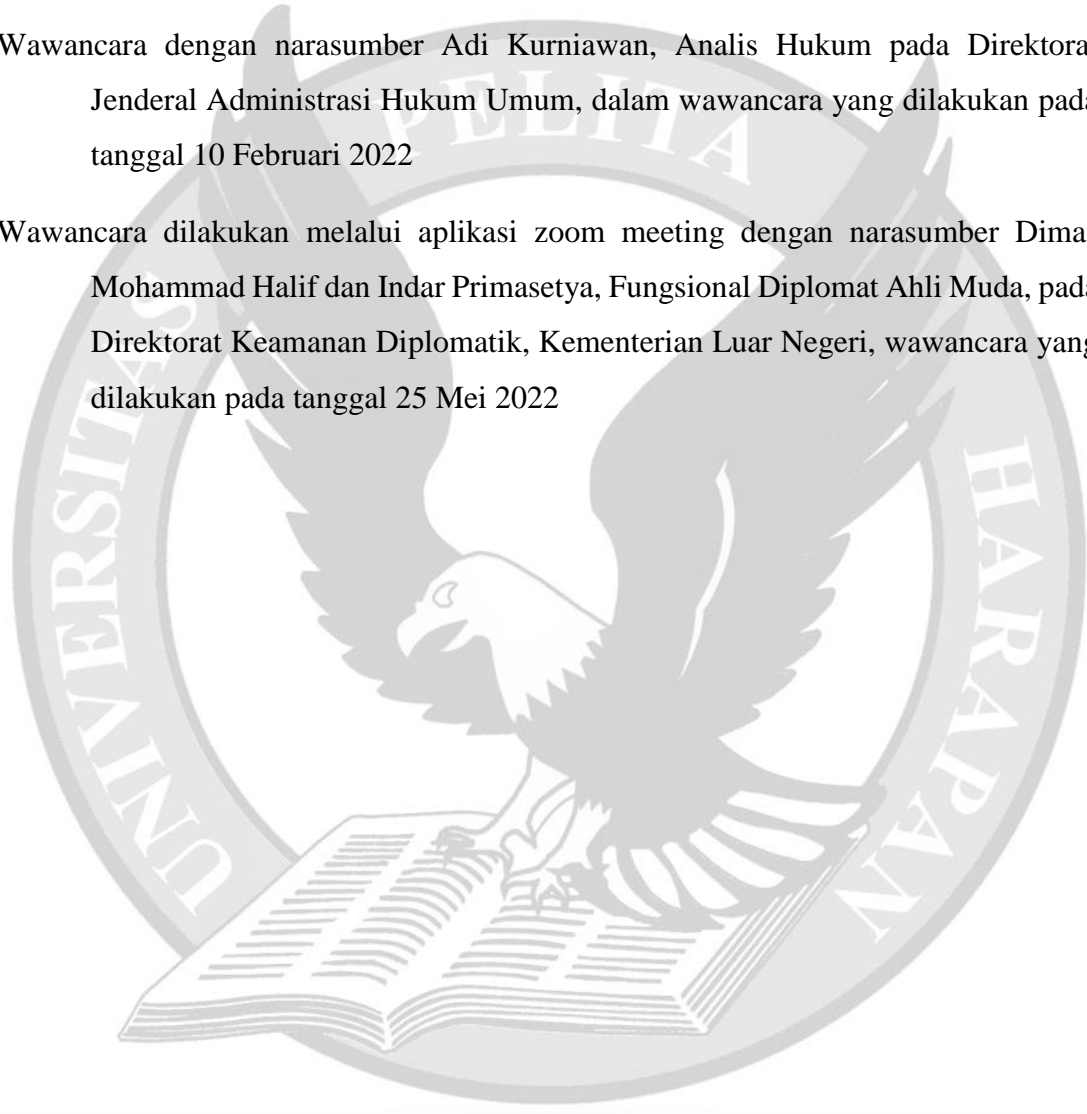 Wawancara dengan narasumber Adi Kurniawan, Analis Hukum pada Direktora
Jenderal Administrasi Hukum Umum, dalam wawancara yang dilakukan pada
tanggal 10 Februari 2022
Wawancara dilakukan melalui aplikasi zoom meeting dengan narasumber Dima
Mohammad Halif dan Indar Primasetya, Fungsional Diplomat Ahli Muda, pada
Direktorat Keamanan Diplomatik, Kementerian Luar Negeri, wawancara yang
dilakukan pada tanggal 25 Mei 2022
UNIVERSITAS
PELITA
HARAPAN